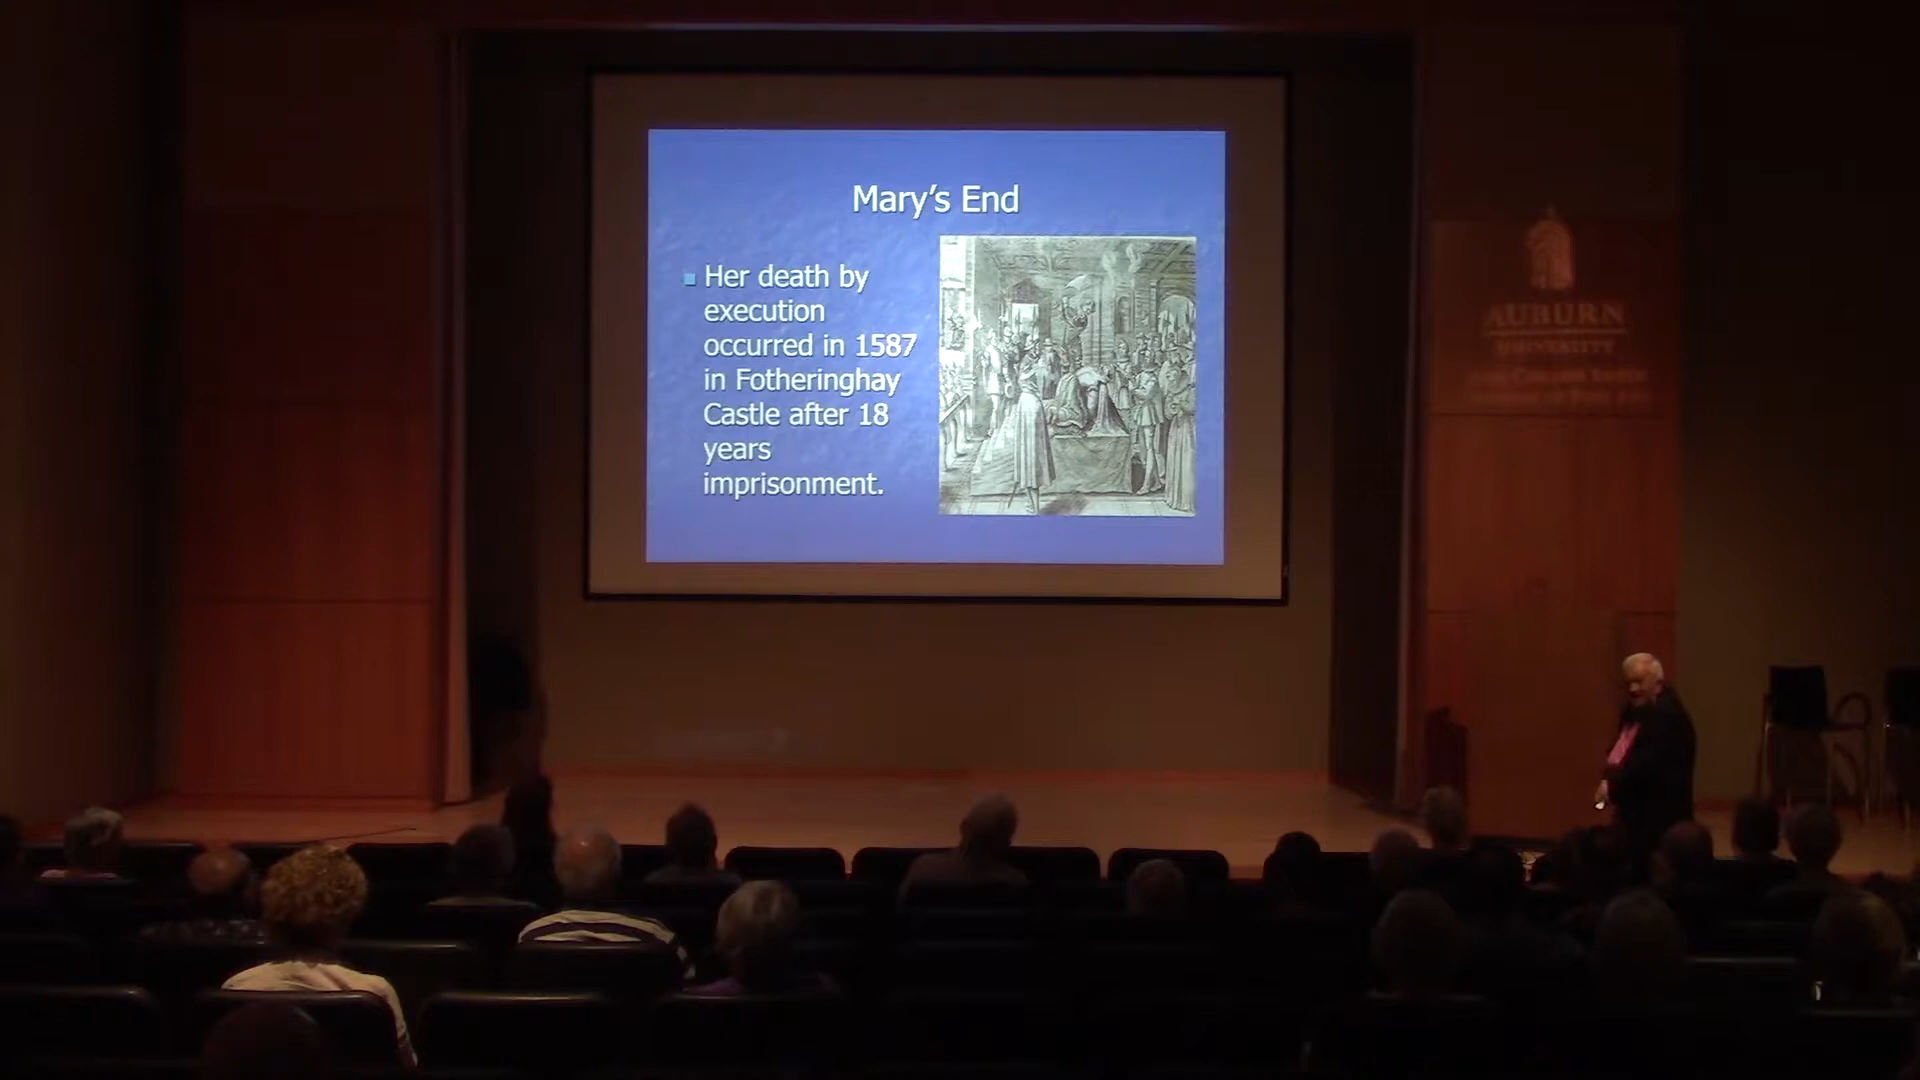 Mary's End
Her death by
execution
occurred in 1587
in Fotheringhay
Castle after 18
years
imprisonment.
AUBURN
UNIVERSITY